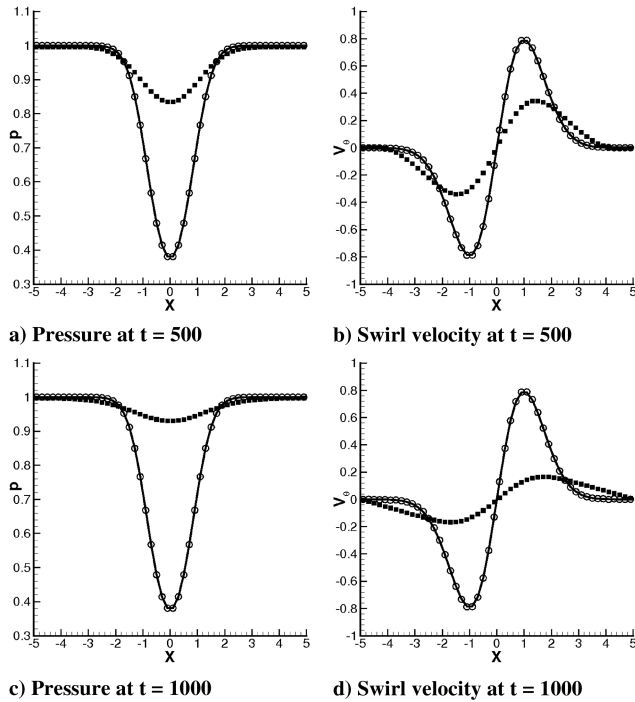 1.1
1
0.9
0.8
0.7
0.6
0.5
0.4
0.3
P
-5 -4 -3 -2 -1 0 1 2 3 4 5
X
a) Pressure at t = 500
0.8
0.6
0.4
0.2
0
-0.2
-0.4
-0.6
-0.8
-1
Vθ
-5 -4 -3 -2 -1 0 1 2 3 4 5
X
b) Swirl velocity at t = 500
1.1
1
0.9
0.8
0.7
0.6
0.5
0.4
0.3
P
-5 -4 -3 -2 -1 0 1 2 3 4 5
X
c) Pressure at t = 1000
1
0.8
0.6
0.4
0.2
0
-0.2
-0.4
-0.6
-0.8
-1
Vθ
-5 -4 -3 -2 -1 0 1 2 3 4 5
X
d) Swirl velocity at t = 1000